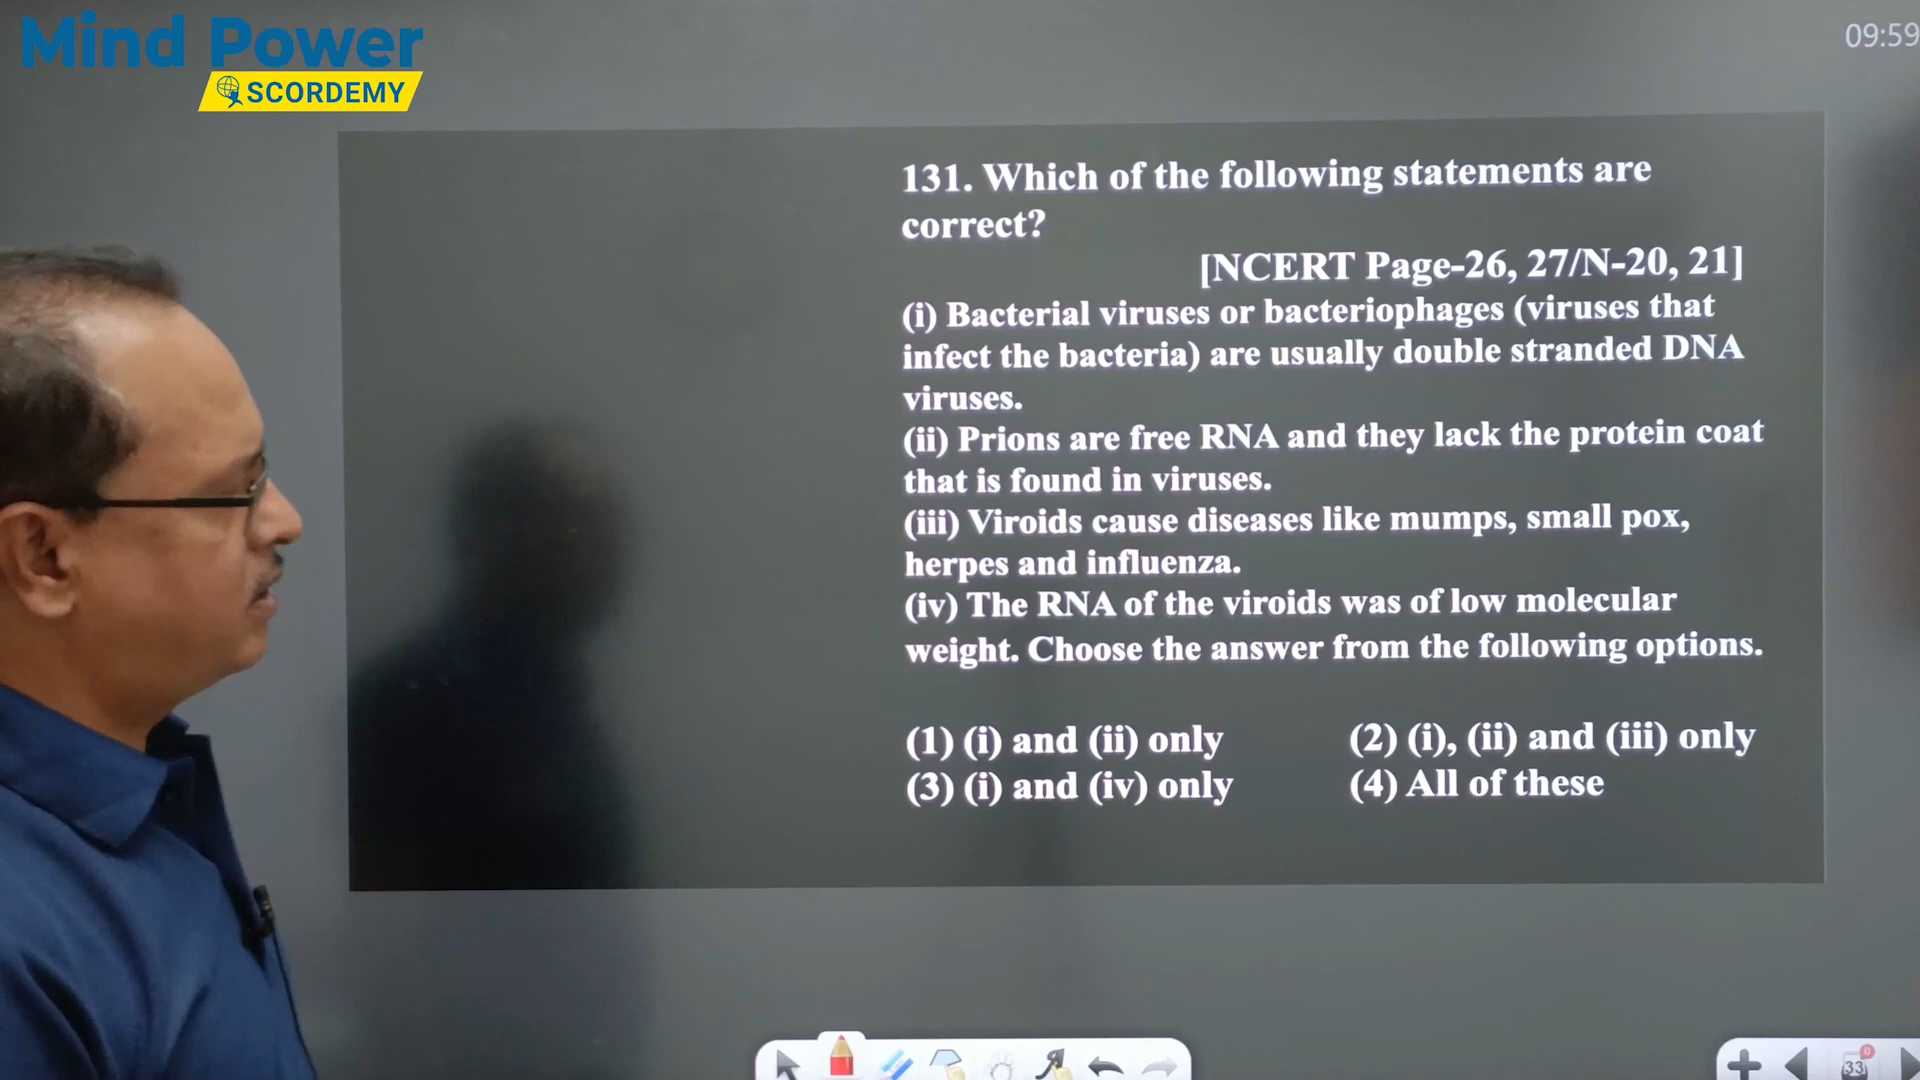 Mind Power
SCORDEMY
09:59
131. Which of the following statements are
correct?
[NCERT Page-26, 27/N-20, 21]
(i) Bacterial viruses or bacteriophages (viruses that
infect the bacteria) are usually double stranded DNA
viruses.
(ii) Prions are free RNA and they lack the protein coat
that is found in viruses.
(iii) Viroids cause diseases like mumps, small pox,
herpes and influenza.
(iv) The RNA of the viroids was of low molecular
weight. Choose the answer from the following options.
(1) (i) and (ii) only (2) (i), (ii) and (iii) only
(3) (i) and (iv) only (4) All of these
33
0